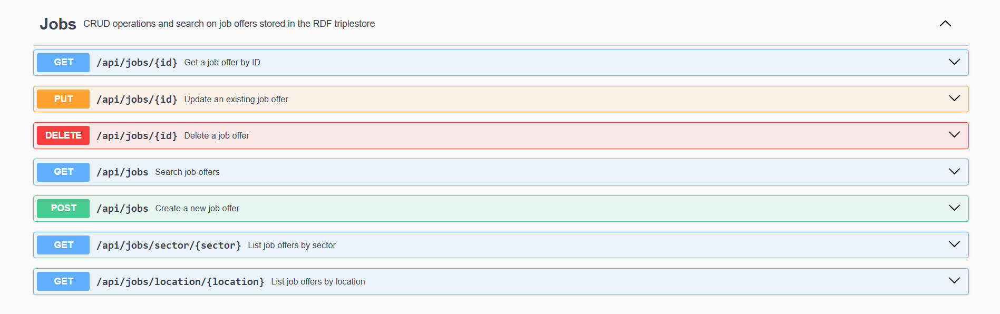 Jobs CRUD operations and search on job offers stored in the RDF triplestore
GET /api/jobs/{id} Get a job offer by ID
PUT /api/jobs/{id} Update an existing job offer
DELETE /api/jobs/{id} Delete a job offer
GET /api/jobs Search job offers
POST /api/jobs Create a new job offer
GET /api/jobs/sector/{sector} List job offers by sector
GET /api/jobs/location/{location} List job offers by location